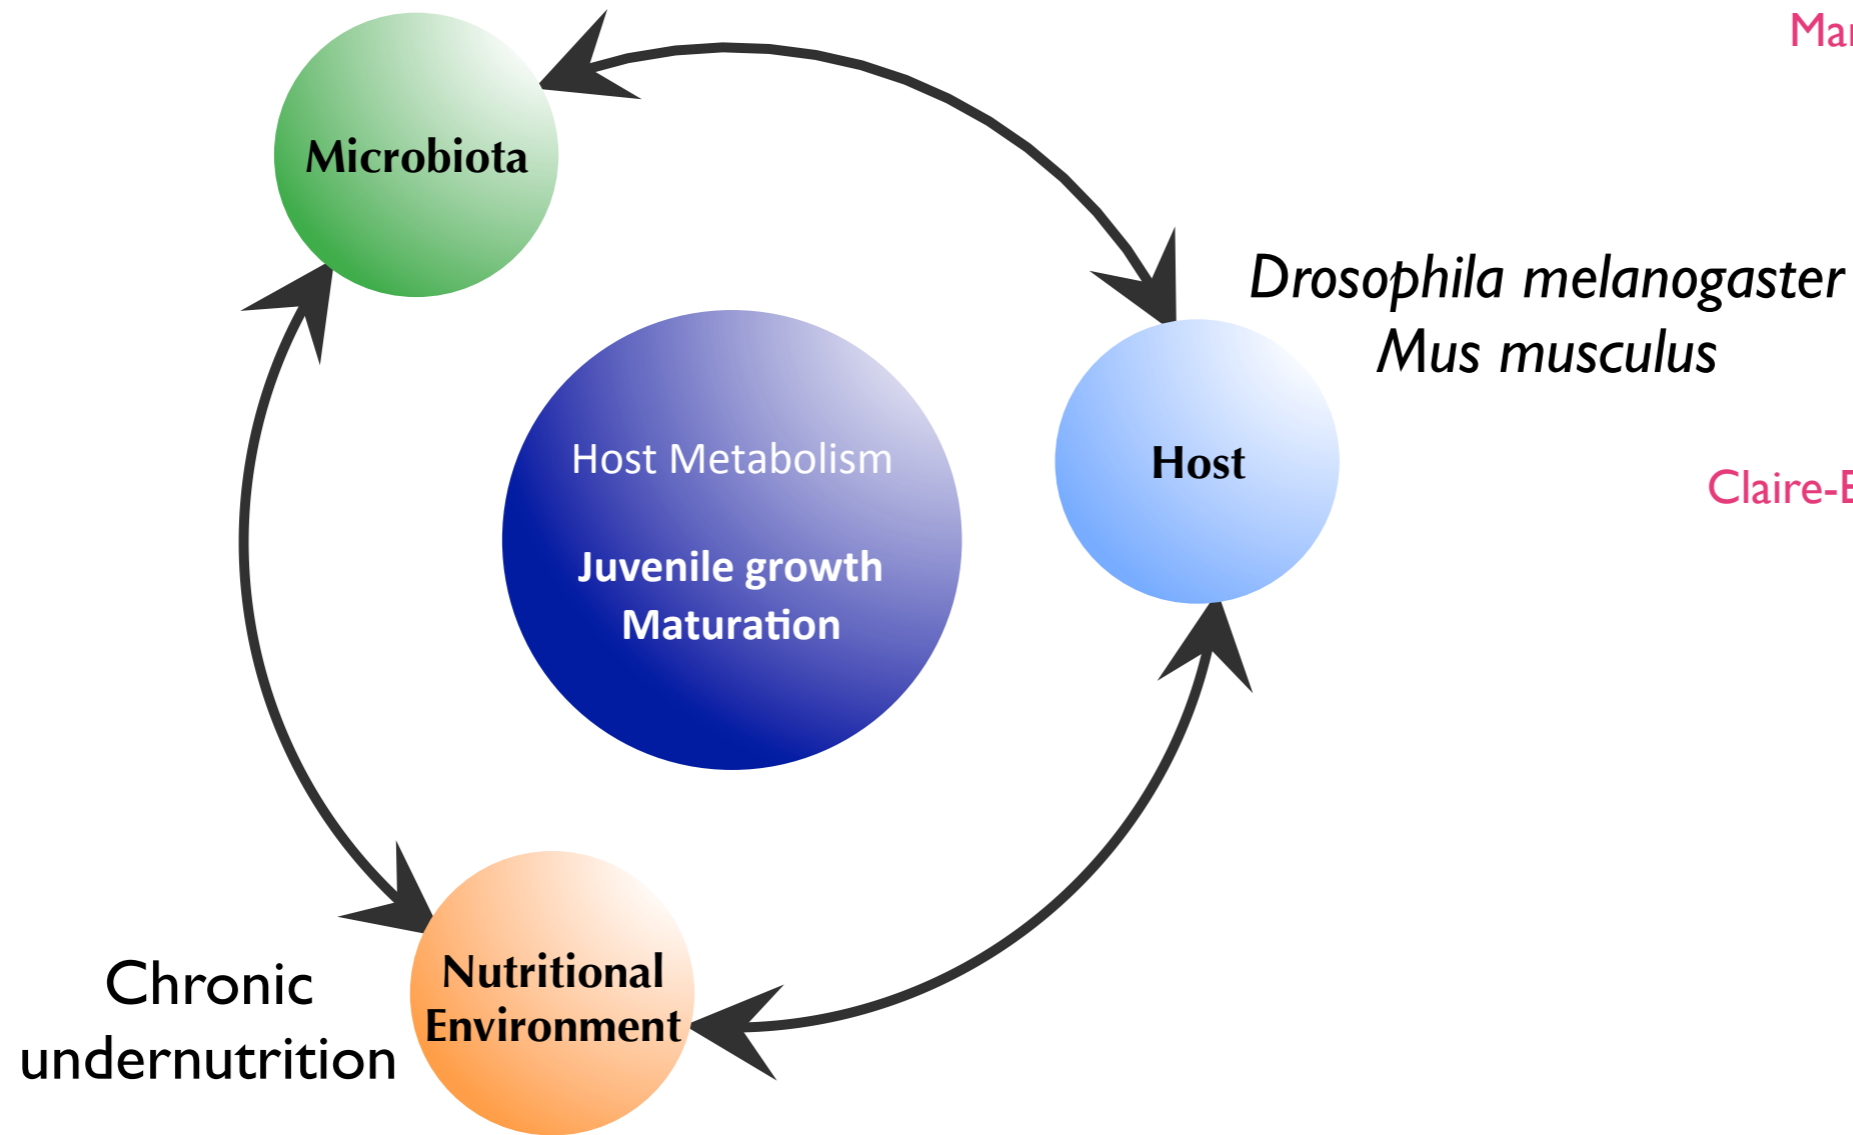 Microbiota
Drosophila melanogaster
Mus musculus
Host Metabolism
Host
Juvenile growth
Maturation
Nutritional
Environment
Chronic
undernutrition